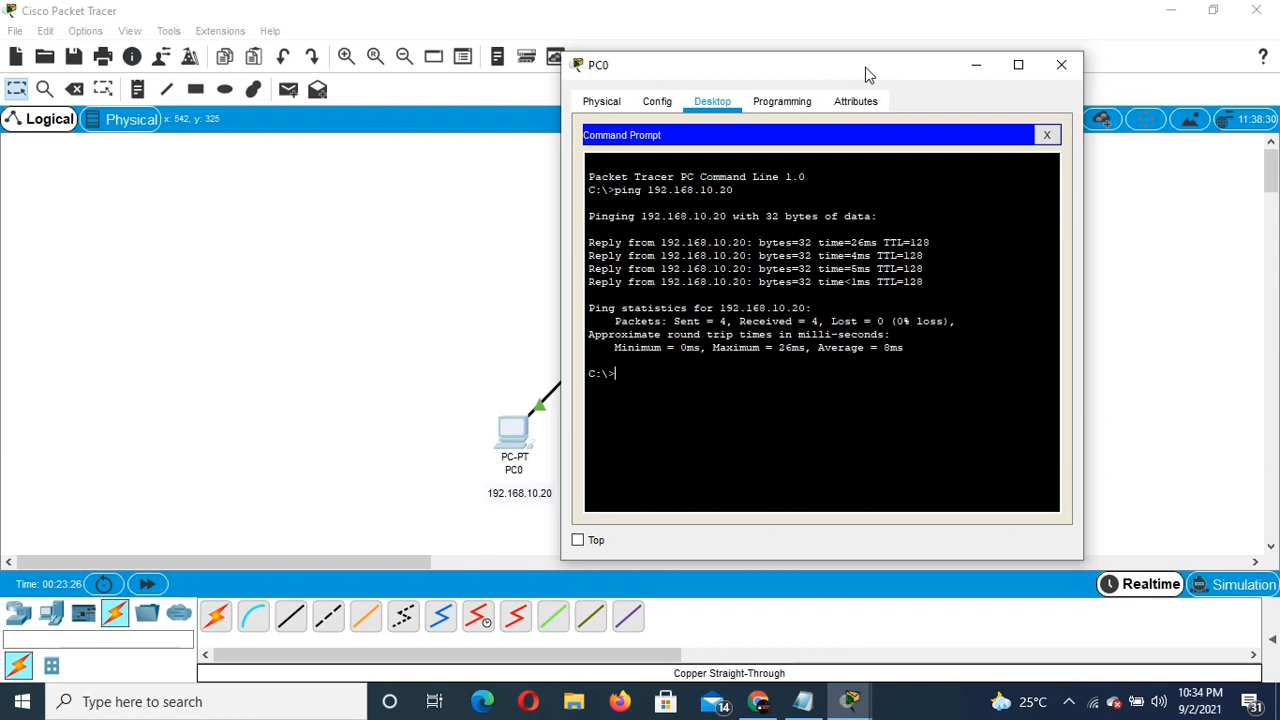 Cisco Packet Tracer
File Edit Options View Tools Extensions Help
PC0
Physical Config Desktop Programming Attributes
Logical Physical x: 542, y: 325
11:38:30
Command Prompt X
Packet Tracer PC Command Line 1.0
C:\>ping 192.168.10.20
Pinging 192.168.10.20 with 32 bytes of data:
Reply from 192.168.10.20: bytes=32 time=26ms TTL=128
Reply from 192.168.10.20: bytes=32 time=4ms TTL=128
Reply from 192.168.10.20: bytes=32 time=5ms TTL=128
Reply from 192.168.10.20: bytes=32 time<1ms TTL=128
Ping statistics for 192.168.10.20:
Packets: Sent = 4, Received = 4, Lost = 0 (0% loss),
Approximate round trip times in milli-seconds:
Minimum = 0ms, Maximum = 26ms, Average = 8ms
C:\>
PC-PT
PC0
192.168.10.20
Top
Time: 00:23:26
Realtime Simulation
Copper Straight-Through
Type here to search
14
25°C
10:34 PM
9/2/2021
31